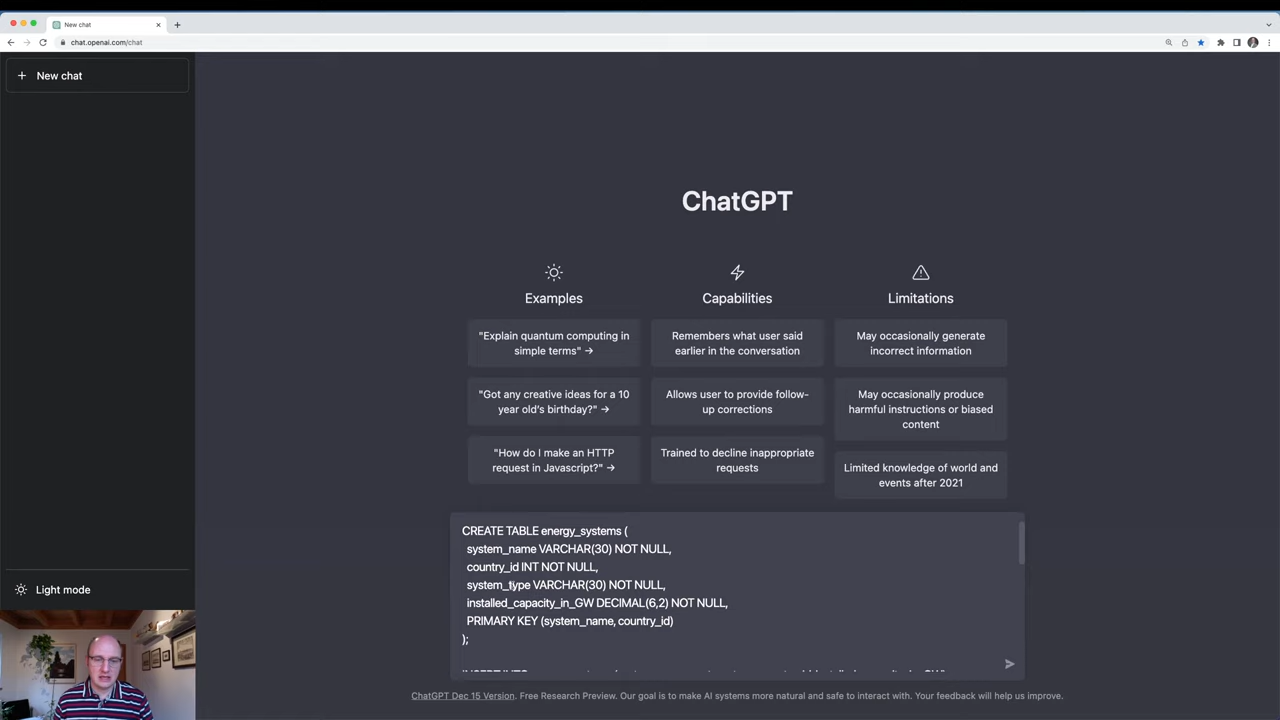 New chat
chat.openai.com/chat
New chat
ChatGPT
Examples
Capabilities
Limitations
"Explain quantum computing in
simple terms" →
Remembers what user said
earlier in the conversation
May occasionally generate
incorrect information
"Got any creative ideas for a 10
year old's birthday?" →
Allows user to provide follow-
up corrections
May occasionally produce
harmful instructions or biased
content
"How do I make an HTTP
request in Javascript?" →
Trained to decline inappropriate
requests
Limited knowledge of world and
events after 2021
CREATE TABLE energy_systems (
system_name VARCHAR(30) NOT NULL,
country_id INT NOT NULL,
system_type VARCHAR(30) NOT NULL,
installed_capacity_in_GW DECIMAL(6,2) NOT NULL,
PRIMARY KEY (system_name, country_id)
);
Light mode
ChatGPT Dec 15 Version. Free Research Preview. Our goal is to make AI systems more natural and safe to interact with. Your feedback will help us improve.